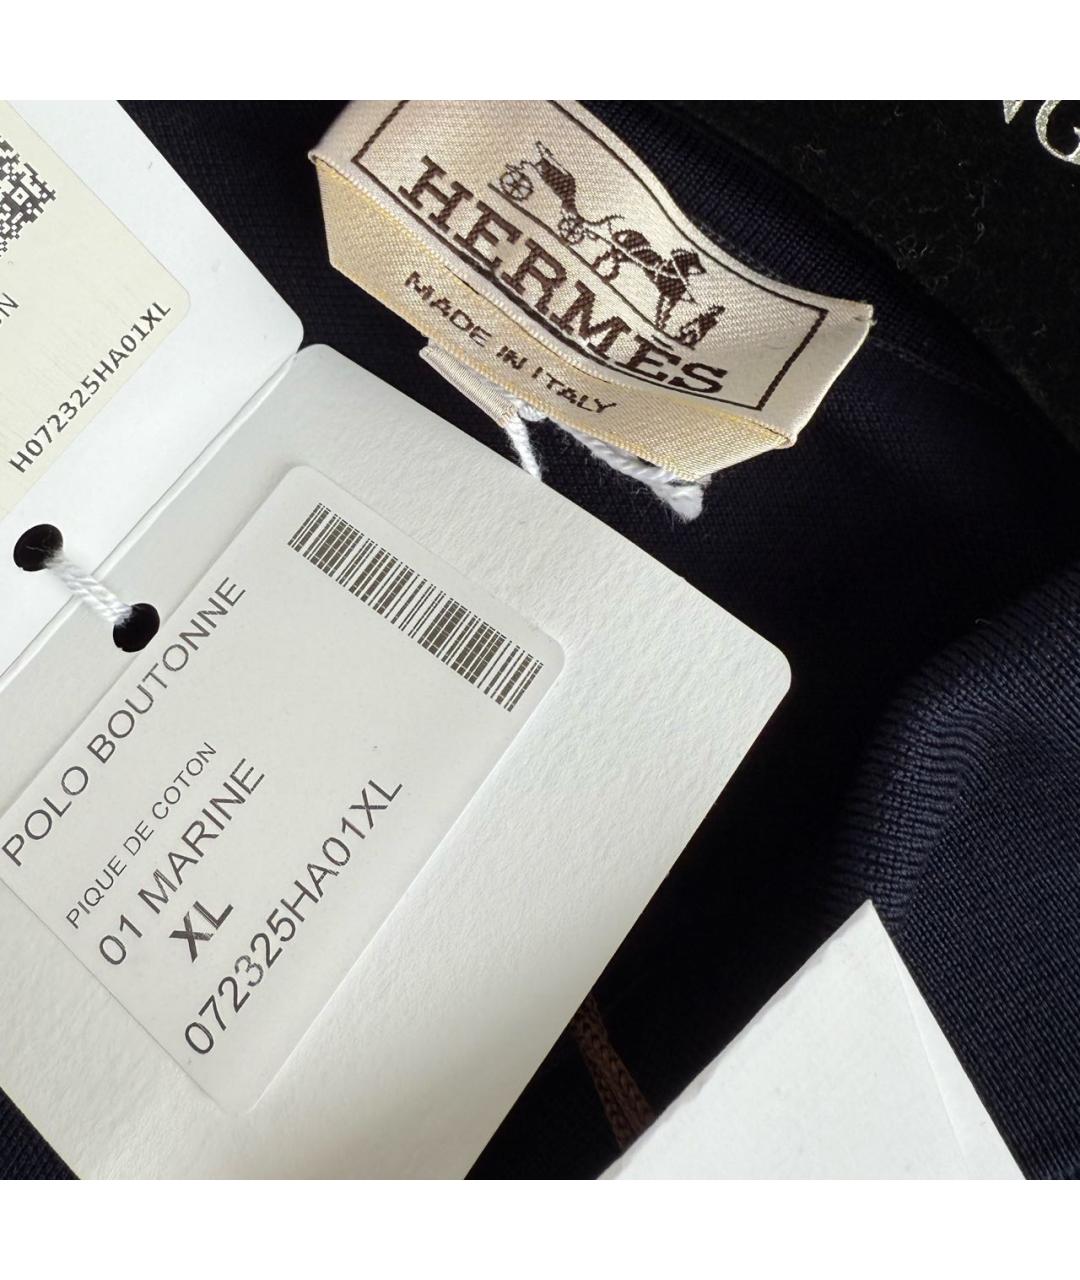 HERMES
MADE IN ITALY
H072325HA01XL
POLO BOUTONNE
PIQUE DE COTON
01 MARINE
XL
072325HA01XL